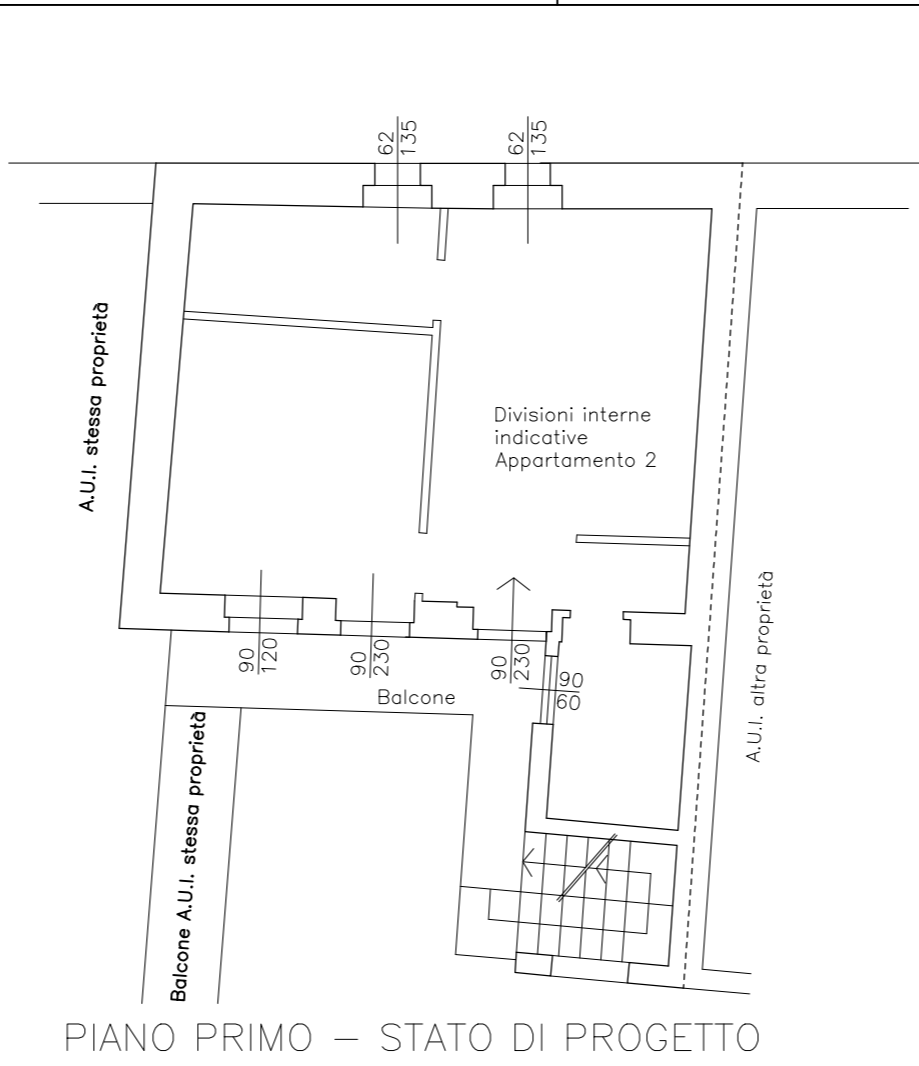 62
135
62
135
A.U.I. stessa proprietà
Divisioni interne
indicative
Appartamento 2
90
120
90
230
90
230
90
60
Balcone
A.U.I. altra proprietà
Balcone A.U.I. stessa proprietà
PIANO PRIMO – STATO DI PROGETTO